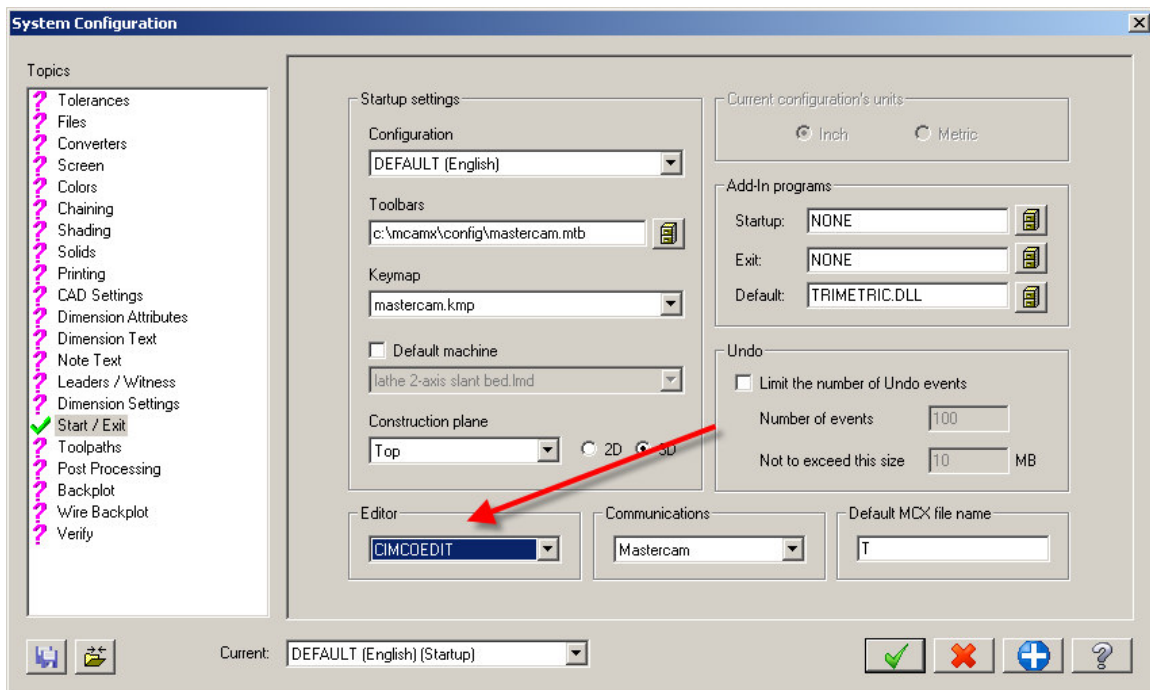 System Configuration
Topics
Tolerances
Files
Converters
Screen
Colors
Chaining
Shading
Solids
Printing
CAD Settings
Dimension Attributes
Dimension Text
Note Text
Leaders / Witness
Dimension Settings
Start / Exit
Toolpaths
Post Processing
Backplot
Wire Backplot
Verify
Startup settings
Configuration
DEFAULT (English)
Toolbars
c:\mcamx\config\mastercam.mtb
Keymap
mastercam.kmp
Default machine
lathe 2-axis slant bed.lmd
Construction plane
Top 2D 3D
Current configuration's units
Inch Metric
Add-In programs
Startup: NONE
Exit: NONE
Default: TRIMETRIC.DLL
Undo
Limit the number of Undo events
Number of events 100
Not to exceed this size 10 MB
Editor
CIMCOEDIT
Communications
Mastercam
Default MCX file name
T
Current: DEFAULT (English) (Startup)